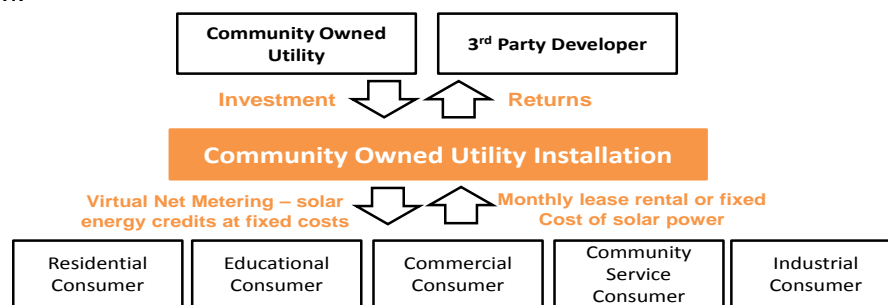 Community Owned
Utility
3rd Party Developer
Investment
Returns
Community Owned Utility Installation
Virtual Net Metering – solar
energy credits at fixed costs
Monthly lease rental or fixed
Cost of solar power
Residential
Consumer
Educational
Consumer
Commercial
Consumer
Community
Service
Consumer
Industrial
Consumer